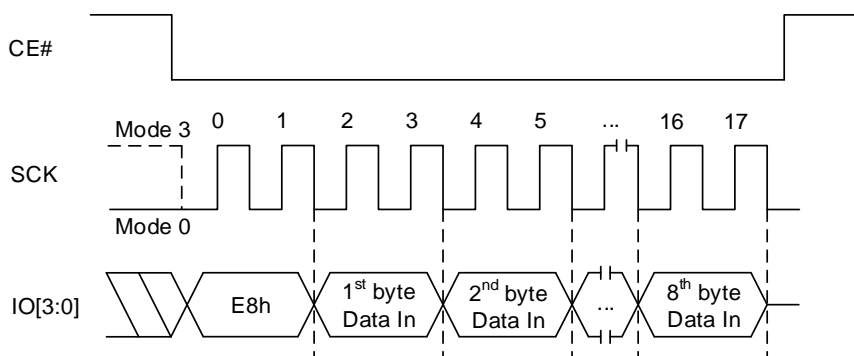 CE#
Mode 3
0 1 2 3 4 5 ... 16 17
SCK
Mode 0
IO[3:0]
E8h
1st byte
Data In
2nd byte
Data In
...
8th byte
Data In